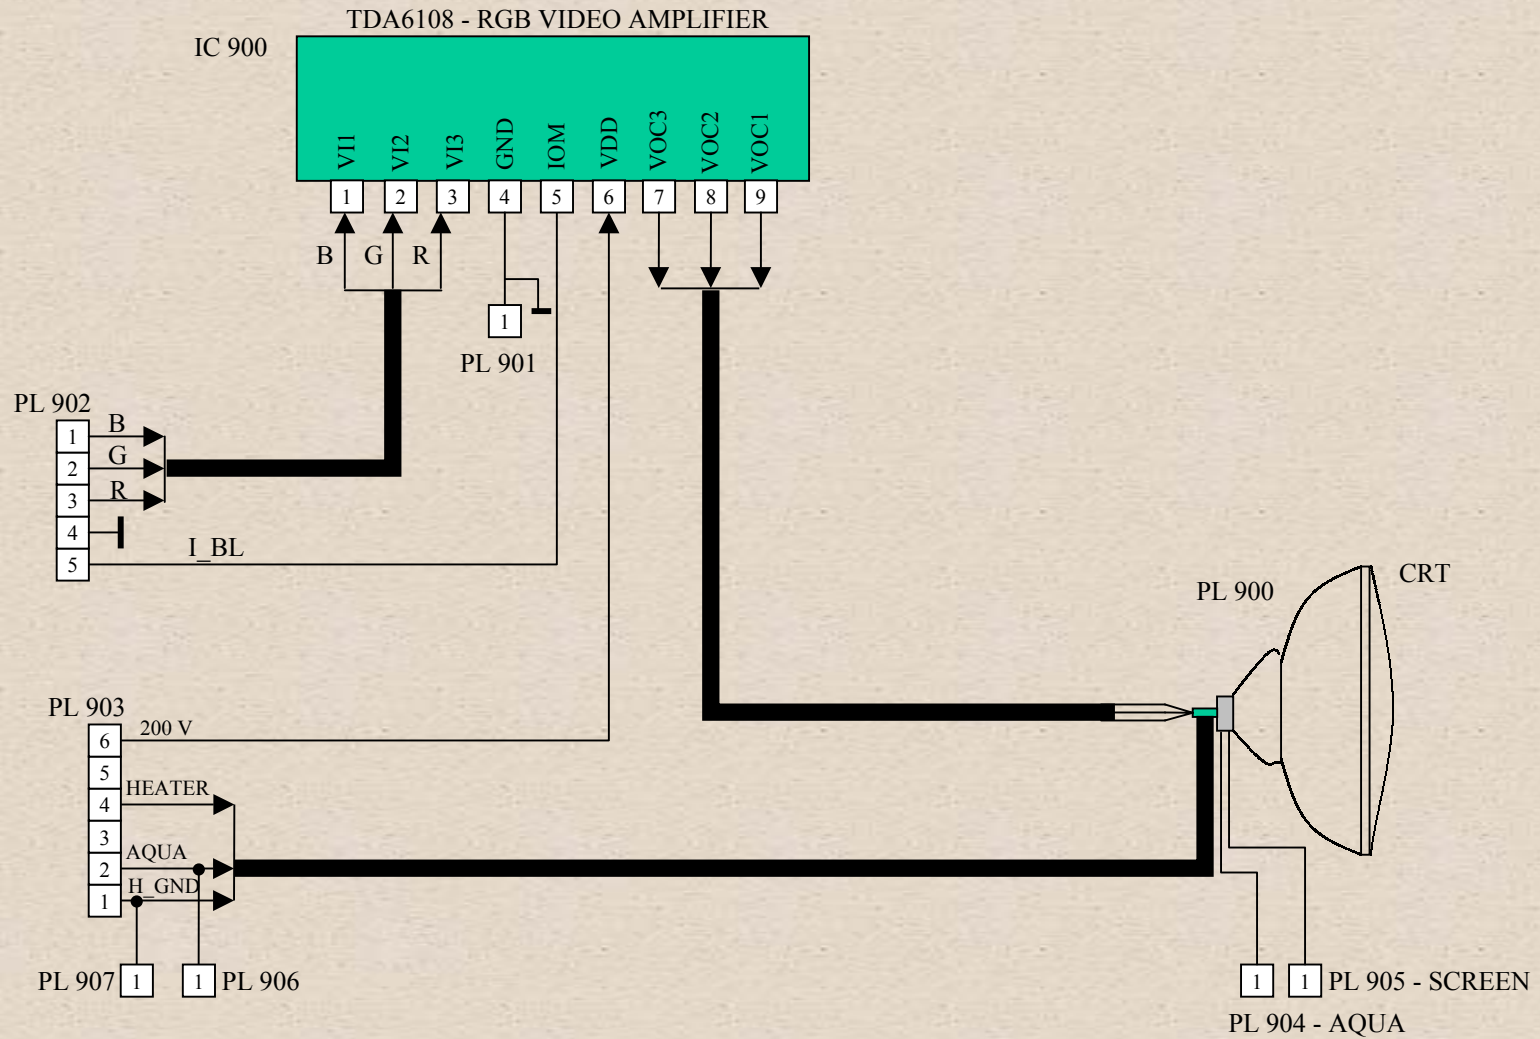 TDA6108 - RGB VIDEO AMPLIFIER
IC 900
VI1
VI2
VI3
GND
IOM
VDD
VOC3
VOC2
VOC1
1
2
3
4
5
6
7
8
9
B
G
R
1
PL 901
PL 902
1
B
2
G
3
R
4
5
I_BL
CRT
PL 900
PL 903
6
200 V
5
4
HEATER
3
2
AQUA
1
H_GND
PL 907
1
1
PL 906
1
1
PL 905 - SCREEN
PL 904 - AQUA